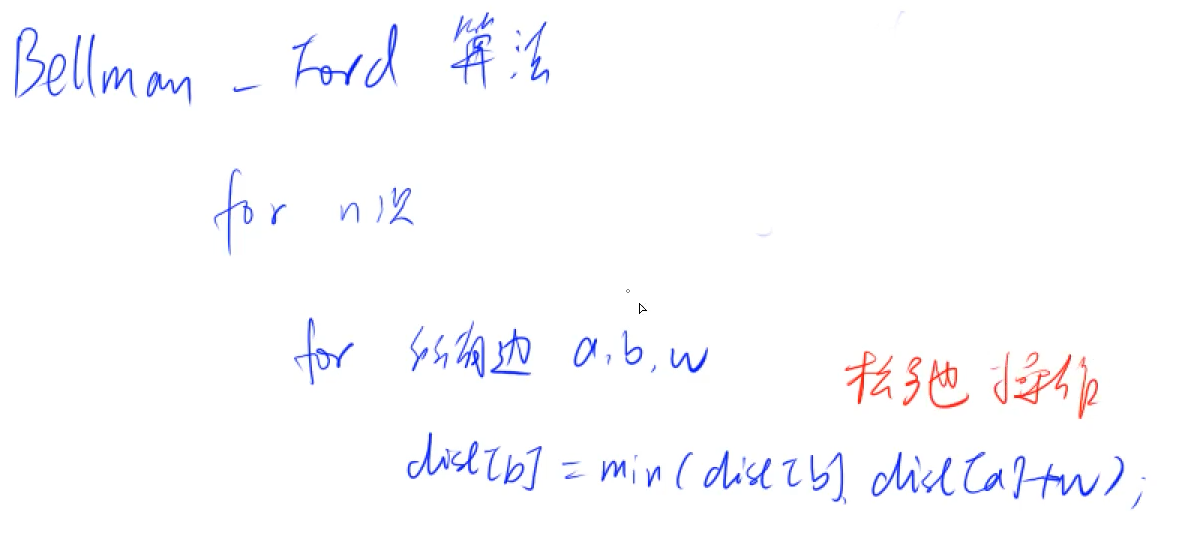 Bellman - Ford 算法
for n次
for 所有边 a,b,w
松弛操作
dist[b] = min(dist[b], dist[a]+w);